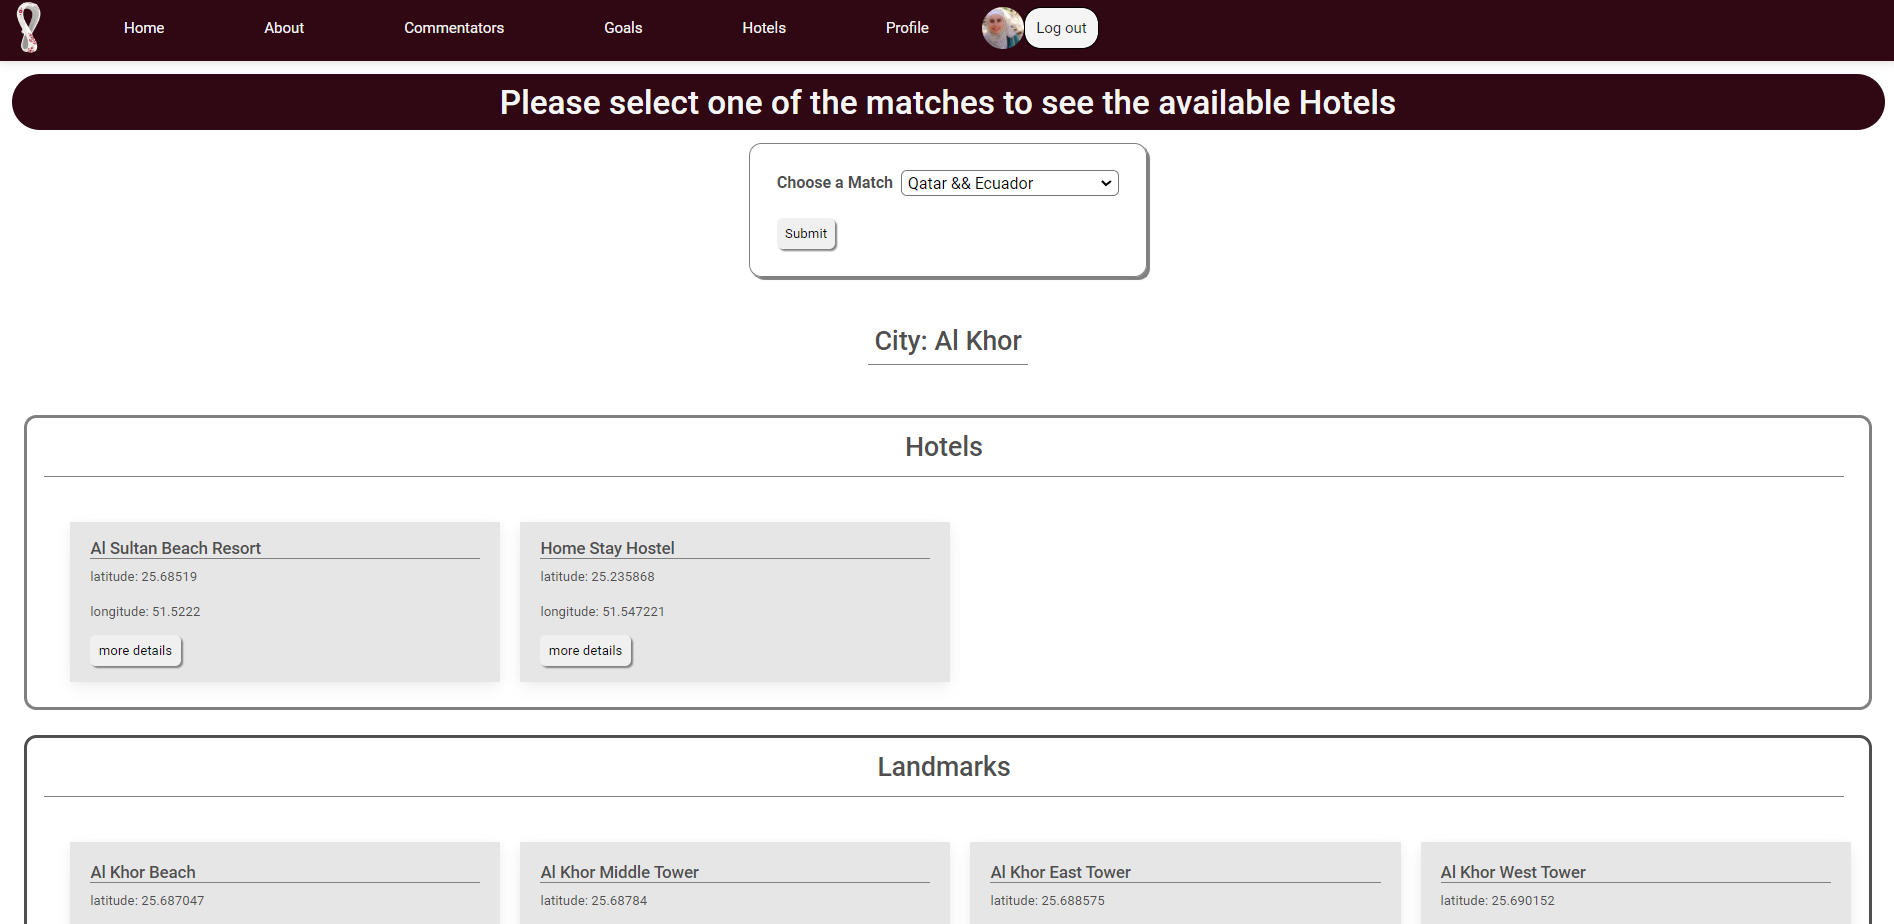 Home About Commentators Goals Hotels Profile Log out
Please select one of the matches to see the available Hotels
Choose a Match Qatar && Ecuador
Submit
City: Al Khor
Hotels
Al Sultan Beach Resort
latitude: 25.68519
longitude: 51.5222
more details
Home Stay Hostel
latitude: 25.235868
longitude: 51.547221
more details
Landmarks
Al Khor Beach
latitude: 25.687047
Al Khor Middle Tower
latitude: 25.68784
Al Khor East Tower
latitude: 25.688575
Al Khor West Tower
latitude: 25.690152